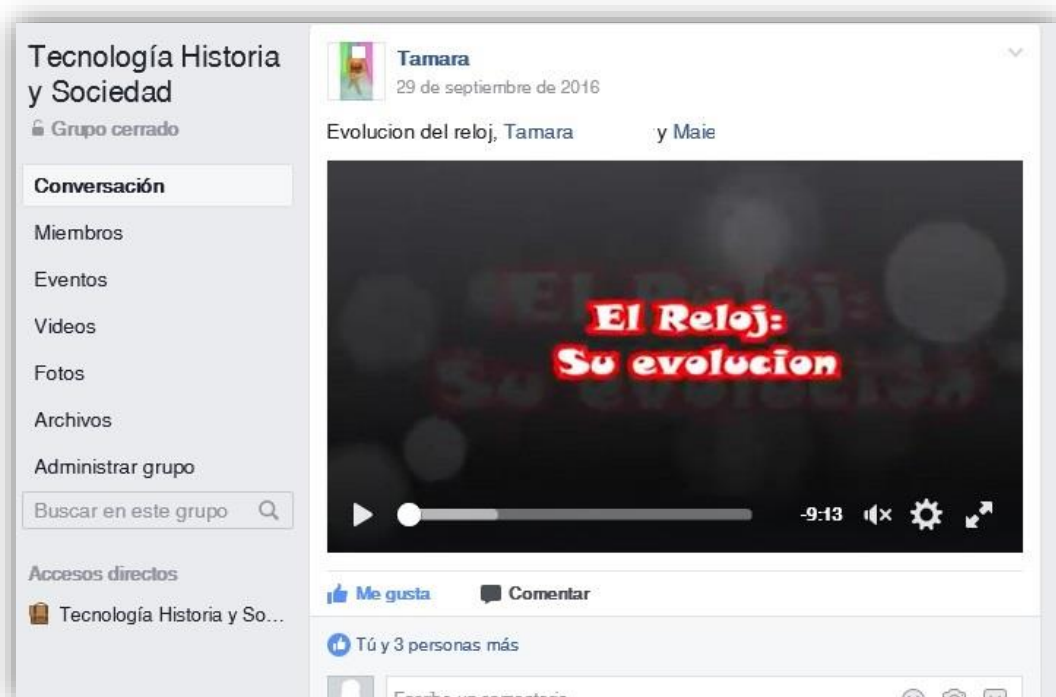 Tecnología Historia
y Sociedad
Grupo cerrado
Conversación
Miembros
Eventos
Videos
Fotos
Archivos
Administrar grupo
Buscar en este grupo
Accesos directos
Tecnología Historia y So...
Tamara
29 de septiembre de 2016
Evolucion del reloj, Tamara y Maie
El Reloj:
Su evolucion
-9:13
Me gusta
Comentar
Tú y 3 personas más